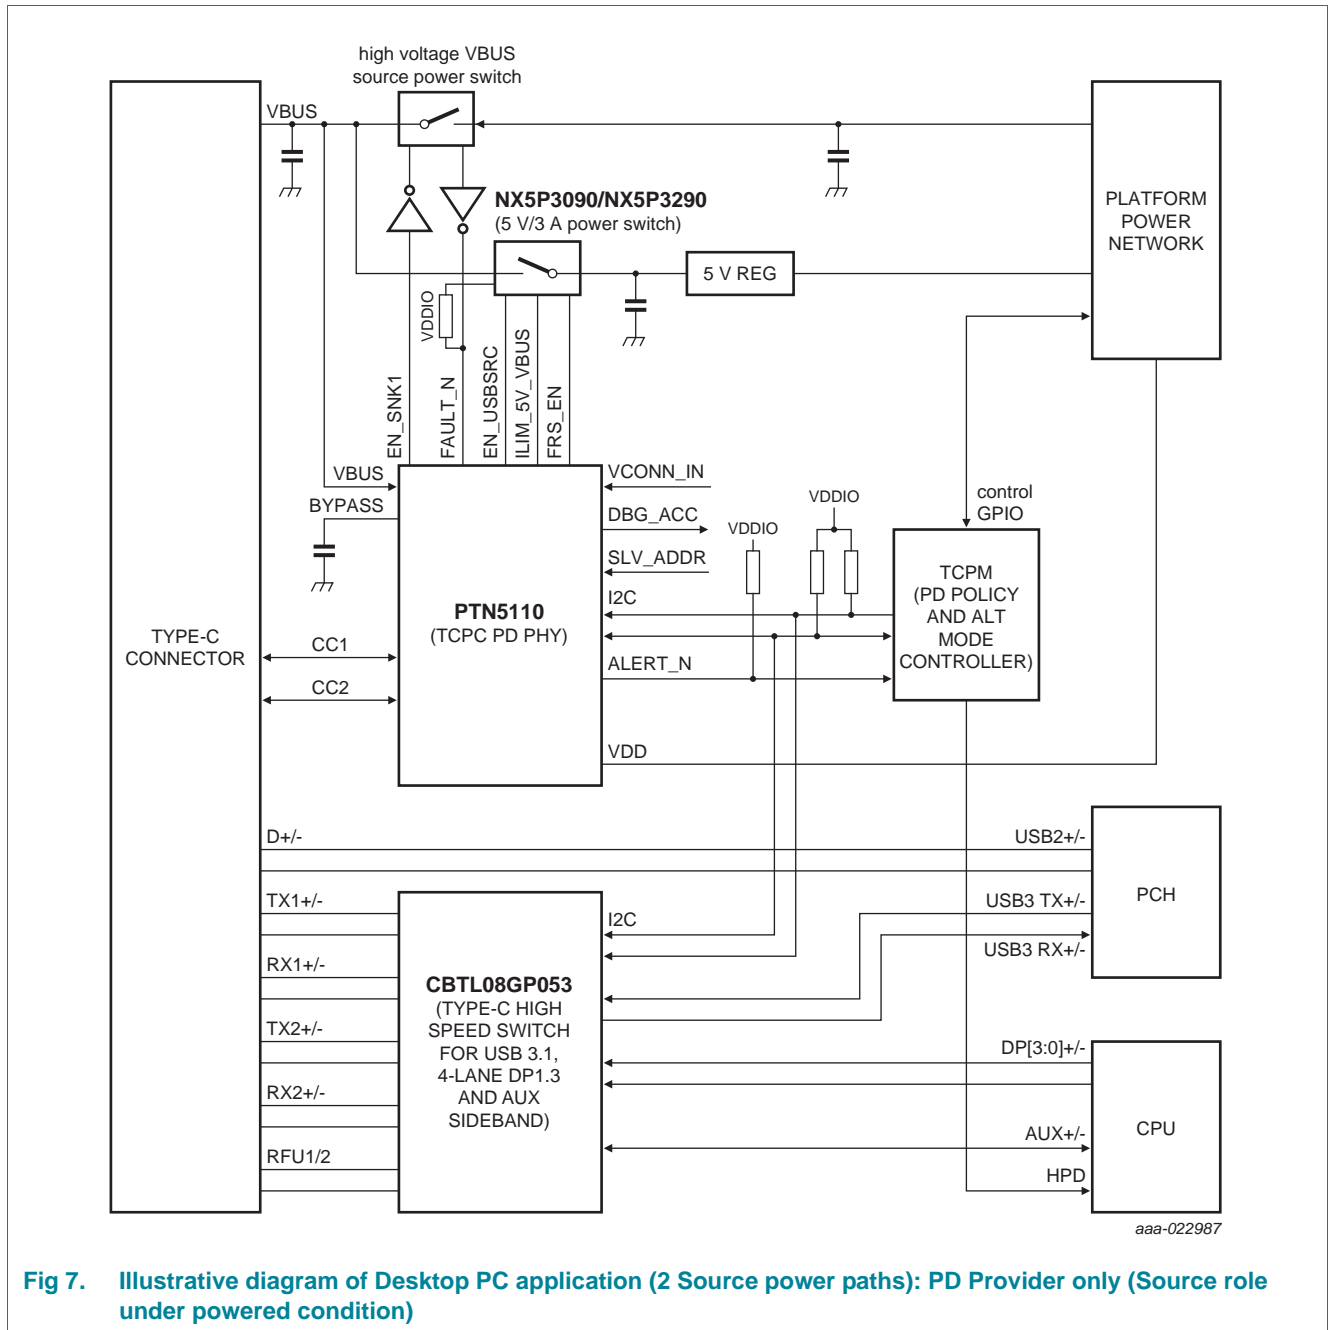 high voltage VBUS
source power switch
VBUS
NX5P3090/NX5P3290
(5 V/3 A power switch)
PLATFORM
POWER
NETWORK
5 V REG
VDDIO
EN_SNK1
FAULT_N
EN_USBSRC
ILIM_5V_VBUS
FRS_EN
VBUS
BYPASS
VCONN_IN
DBG_ACC
SLV_ADDR
I2C
ALERT_N
VDD
VDDIO
VDDIO
control
GPIO
PTN5110
(TCPC PD PHY)
TCPM
(PD POLICY
AND ALT
MODE
CONTROLLER)
TYPE-C
CONNECTOR
CC1
CC2
D+/-
TX1+/-
RX1+/-
TX2+/-
RX2+/-
RFU1/2
I2C
CBTL08GP053
(TYPE-C HIGH
SPEED SWITCH
FOR USB 3.1,
4-LANE DP1.3
AND AUX
SIDEBAND)
USB2+/-
USB3 TX+/-
USB3 RX+/-
PCH
DP[3:0]+/-
AUX+/-
HPD
CPU
aaa-022987
Fig 7. Illustrative diagram of Desktop PC application (2 Source power paths): PD Provider only (Source role
under powered condition)